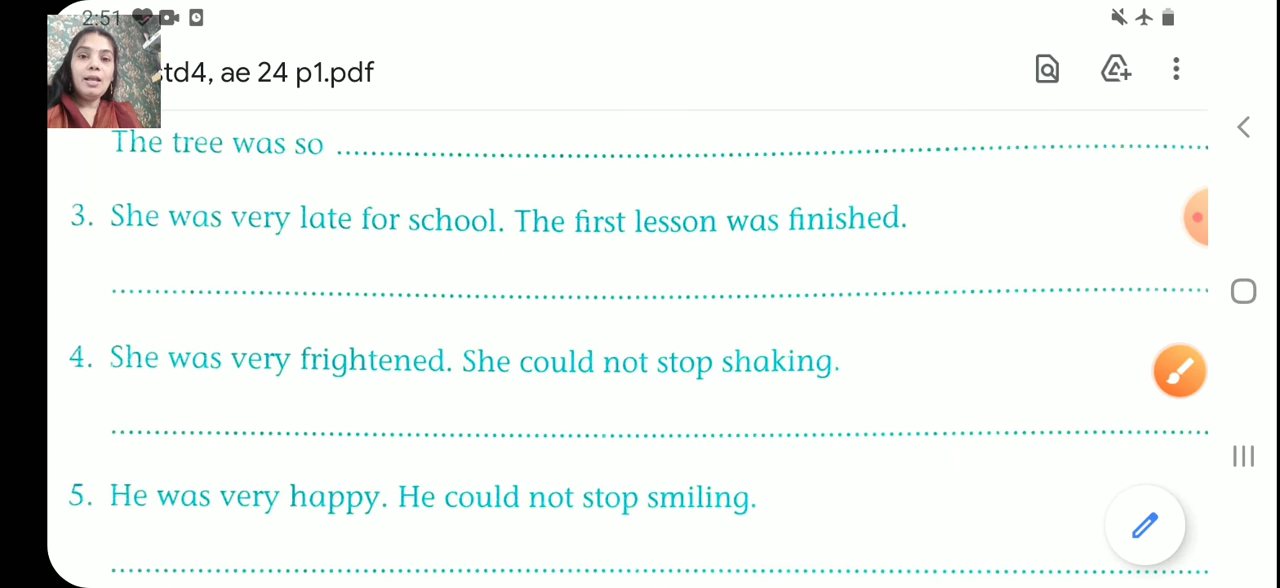 2:51
std4, ae 24 p1.pdf
The tree was so
3. She was very late for school. The first lesson was finished.
4. She was very frightened. She could not stop shaking.
5. He was very happy. He could not stop smiling.